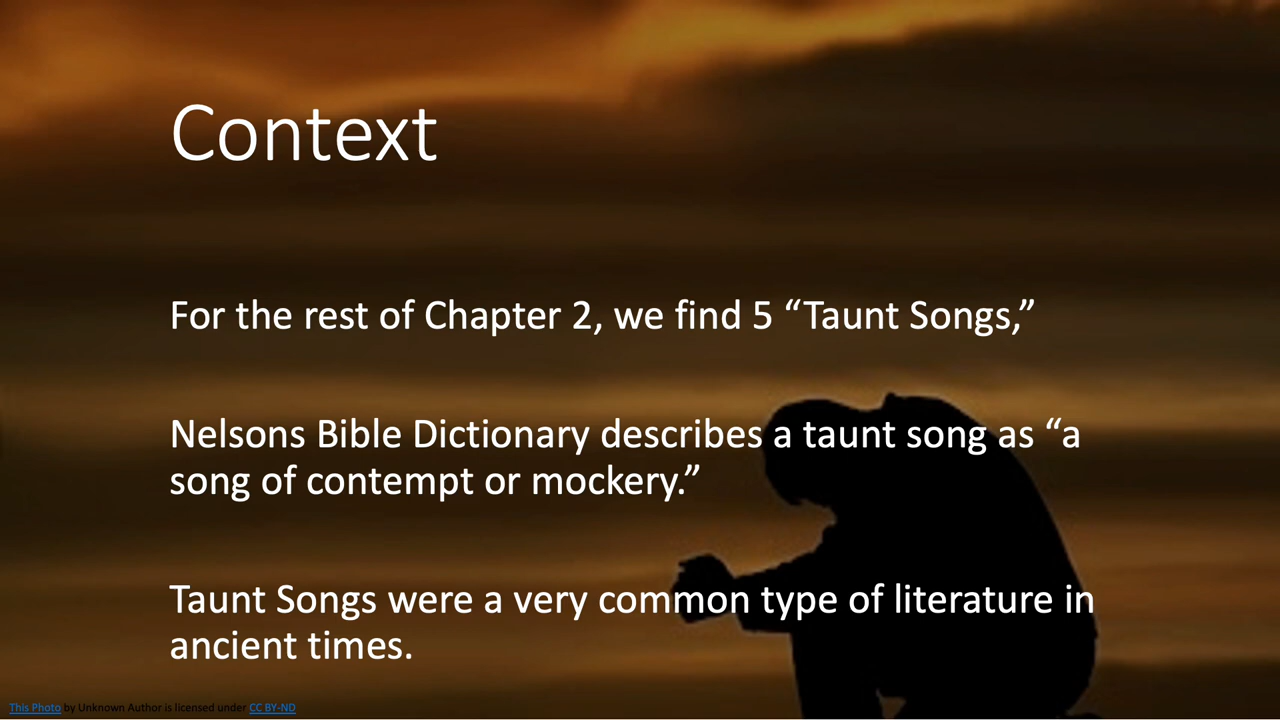 Context
For the rest of Chapter 2, we find 5 “Taunt Songs,”
Nelsons Bible Dictionary describes a taunt song as “a
song of contempt or mockery.”
Taunt Songs were a very common type of literature in
ancient times.
This Photo by Unknown Author is licensed under CC BY-ND